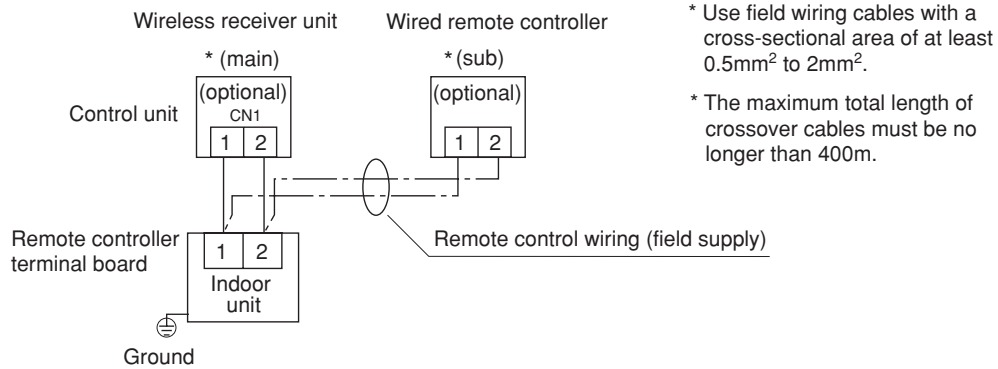 Wireless receiver unit
Wired remote controller
* (main)
* (sub)
Control unit
(optional)
CN1
1 2
(optional)
1 2
* Use field wiring cables with a
cross-sectional area of at least
0.5mm² to 2mm².
* The maximum total length of
crossover cables must be no
longer than 400m.
Remote controller
terminal board
1 2
Indoor
unit
Remote control wiring (field supply)
Ground